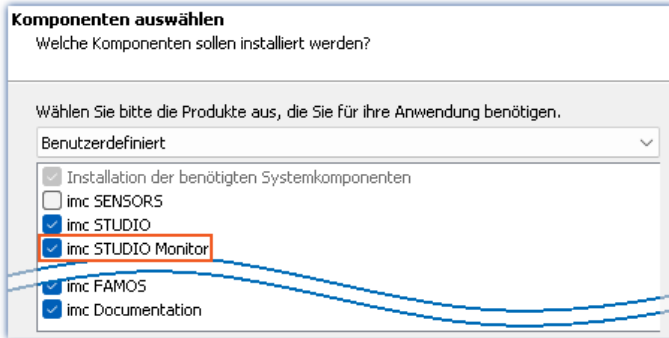 Komponenten auswählen
Welche Komponenten sollen installiert werden?
Wählen Sie bitte die Produkte aus, die Sie für ihre Anwendung benötigen.
Benutzerdefiniert
Installation der benötigten Systemkomponenten
imc SENSORS
imc STUDIO
imc STUDIO Monitor
imc FAMOS
imc Documentation